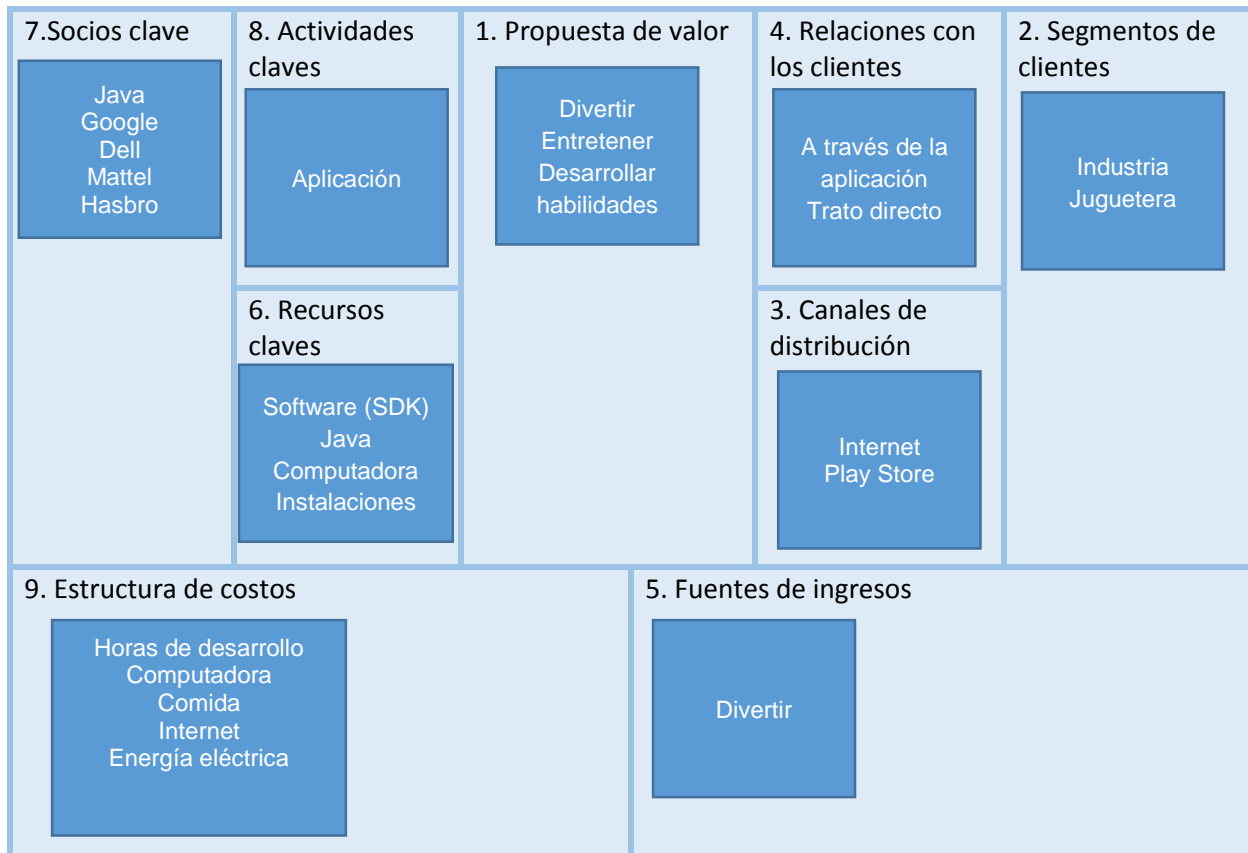 7.Socios clave
Java
Google
Dell
Mattel
Hasbro
8. Actividades
claves
Aplicación
6. Recursos
claves
Software (SDK)
Java
Computadora
Instalaciones
1. Propuesta de valor
Divertir
Entretener
Desarrollar
habilidades
4. Relaciones con
los clientes
A través de la
aplicación
Trato directo
3. Canales de
distribución
Internet
Play Store
2. Segmentos de
clientes
Industria
Juguetera
9. Estructura de costos
Horas de desarrollo
Computadora
Comida
Internet
Energía eléctrica
5. Fuentes de ingresos
Divertir